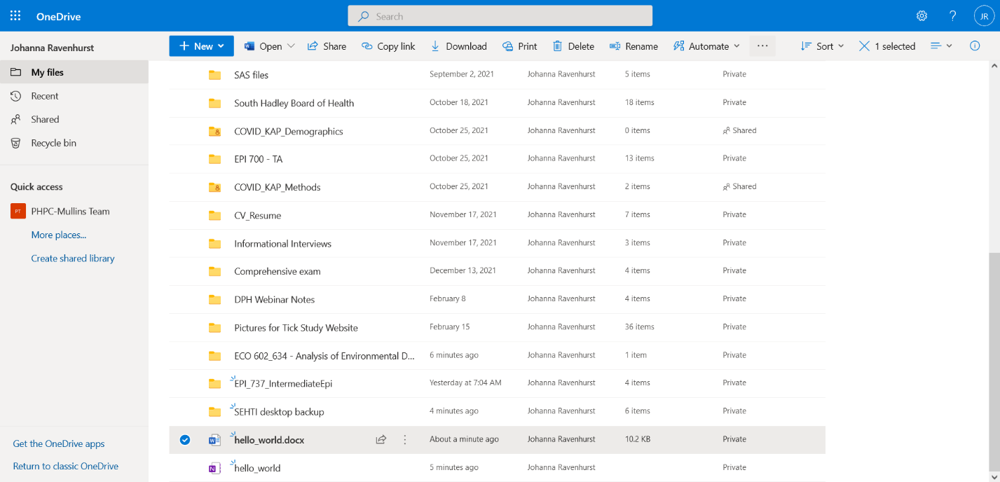 OneDrive Search JR
Johanna Ravenhurst
New Open Share Copy link Download Print Delete Rename Automate ... Sort 1 selected
My files
Recent
Shared
Recycle bin
Quick access
PT PHPC-Mullins Team
More places...
Create shared library
Get the OneDrive apps
Return to classic OneDrive
SAS files September 2, 2021 Johanna Ravenhurst 5 items Private
South Hadley Board of Health October 18, 2021 Johanna Ravenhurst 18 items Private
COVID_KAP_Demographics October 25, 2021 Johanna Ravenhurst 0 items Shared
EPI 700 - TA October 25, 2021 Johanna Ravenhurst 13 items Private
COVID_KAP_Methods October 25, 2021 Johanna Ravenhurst 2 items Shared
CV_Resume November 17, 2021 Johanna Ravenhurst 7 items Private
Informational Interviews November 17, 2021 Johanna Ravenhurst 3 items Private
Comprehensive exam December 13, 2021 Johanna Ravenhurst 4 items Private
DPH Webinar Notes February 8 Johanna Ravenhurst 4 items Private
Pictures for Tick Study Website February 15 Johanna Ravenhurst 36 items Private
ECO 602_634 - Analysis of Environmental D... 6 minutes ago Johanna Ravenhurst 1 item Private
EPI_737_IntermediateEpi Yesterday at 7:04 AM Johanna Ravenhurst 4 items Private
SEHTI desktop backup 4 minutes ago Johanna Ravenhurst 6 items Private
hello_world.docx About a minute ago Johanna Ravenhurst 10.2 KB Private
hello_world 5 minutes ago Johanna Ravenhurst Private